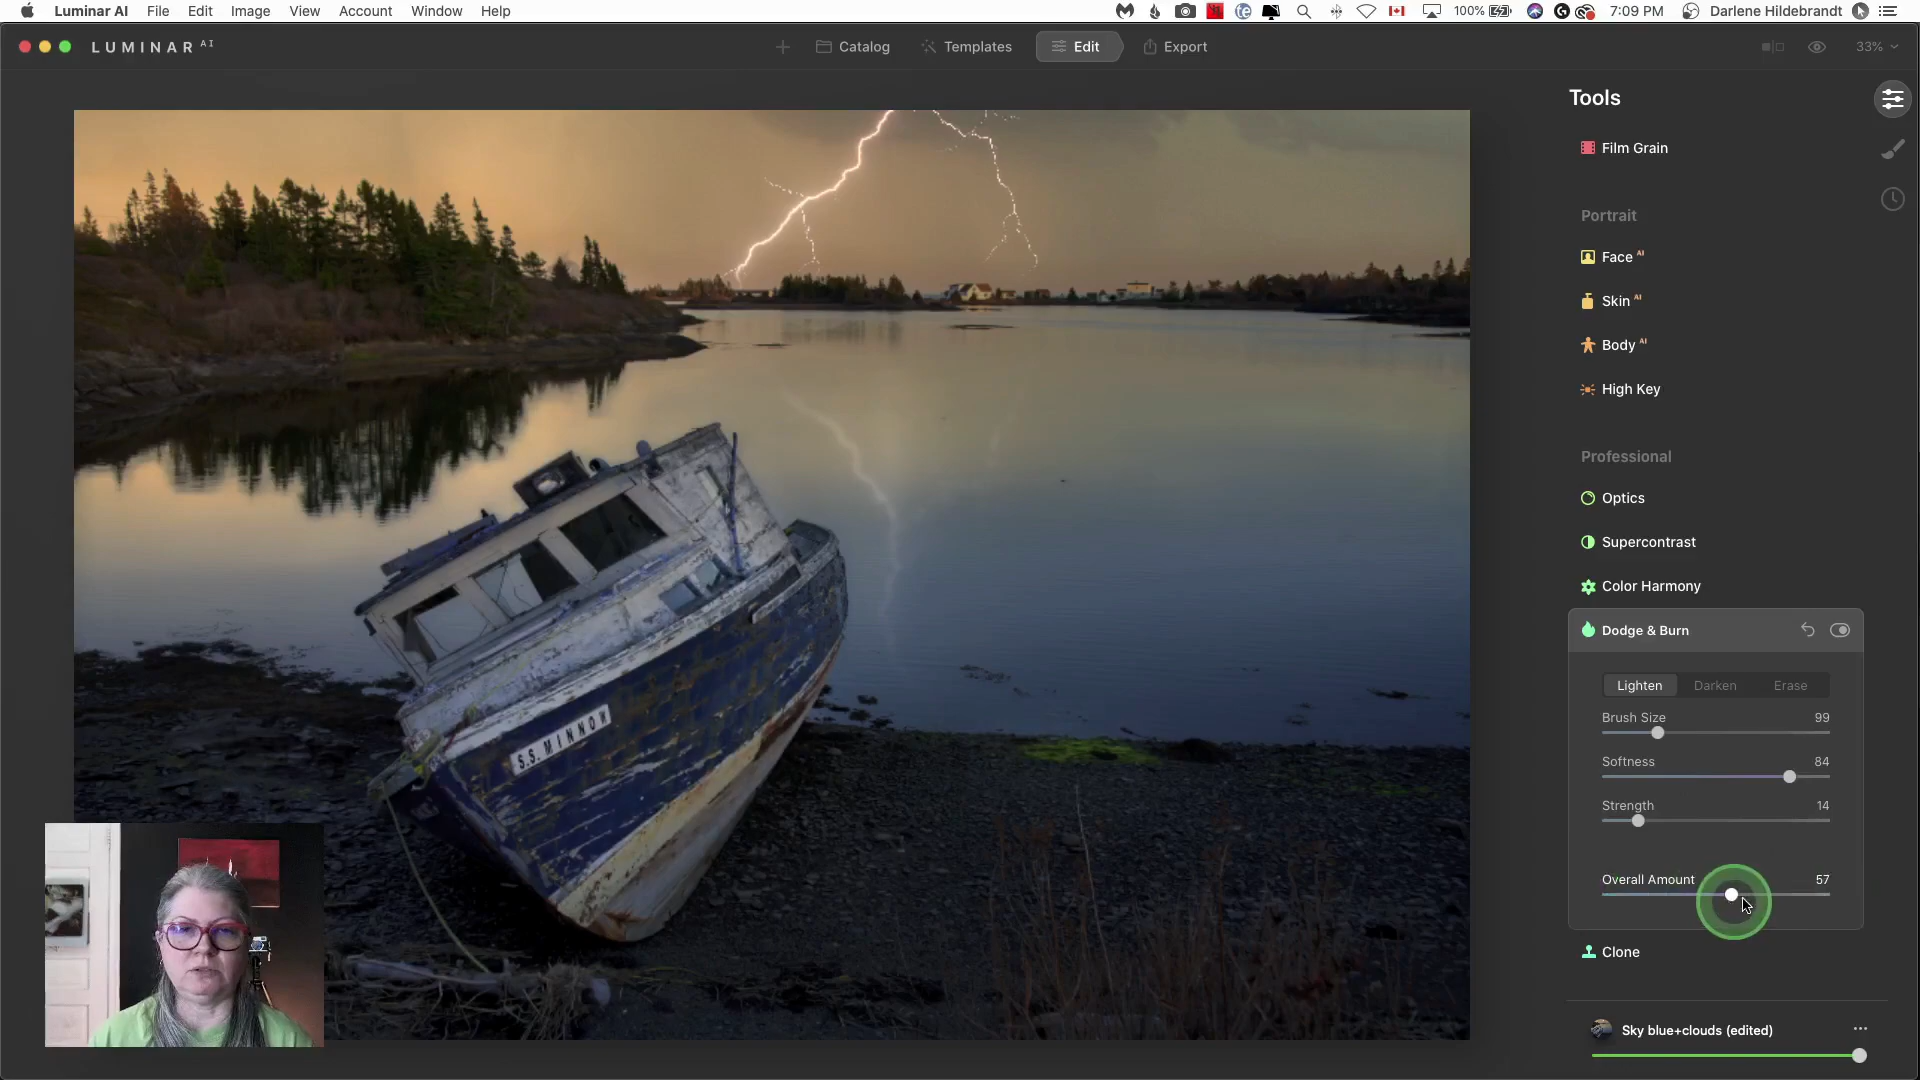 Luminar AI File Edit Image View Account Window Help 100% 7:09 PM Darlene Hildebrandt
LUMINAR AI Catalog Templates Edit Export 33%
Tools
Film Grain
Portrait
Face AI
Skin AI
Body AI
High Key
Professional
Optics
Supercontrast
Color Harmony
Dodge & Burn
Lighten Darken Erase
Brush Size 99
Softness 84
Strength 14
Overall Amount 57
Clone
Sky blue+clouds (edited)
S.S. MINNOW